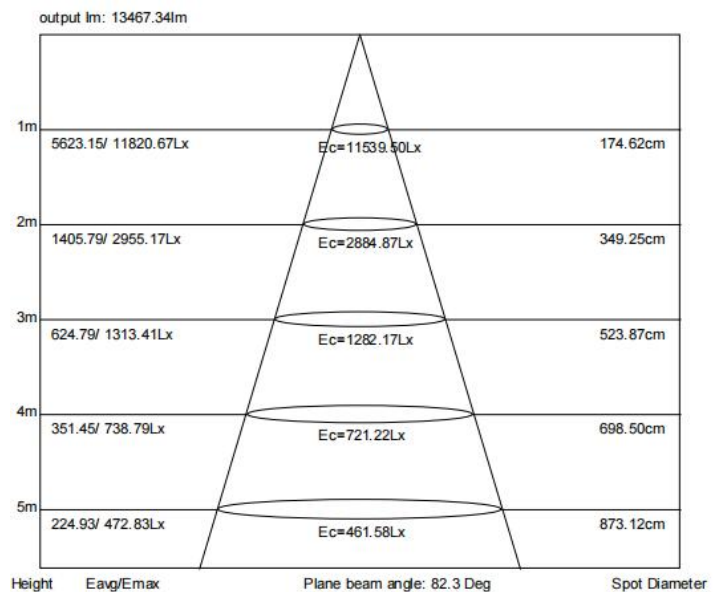 output lm: 13467.34lm
1m
5623.15/ 11820.67Lx
Ec=11539.50Lx
174.62cm
2m
1405.79/ 2955.17Lx
Ec=2884.87Lx
349.25cm
3m
624.79/ 1313.41Lx
Ec=1282.17Lx
523.87cm
4m
351.45/ 738.79Lx
Ec=721.22Lx
698.50cm
5m
224.93/ 472.83Lx
Ec=461.58Lx
873.12cm
Height Eavg/Emax Plane beam angle: 82.3 Deg Spot Diameter